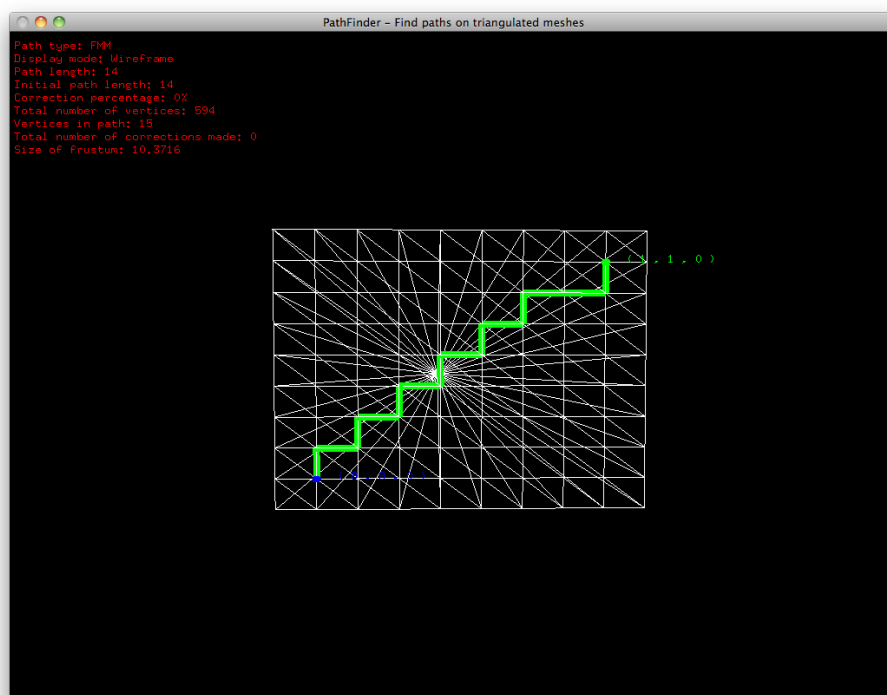 PathFinder - Find paths on triangulated meshes
Path type: FMM
Display mode: Wireframe
Path length: 14
Initial path length: 14
Correction percentage: 0%
Total number of vertices: 594
Vertices in path: 15
Total number of corrections made: 0
Size of frustum: 10.3716
( 1 , 1 , 0 )